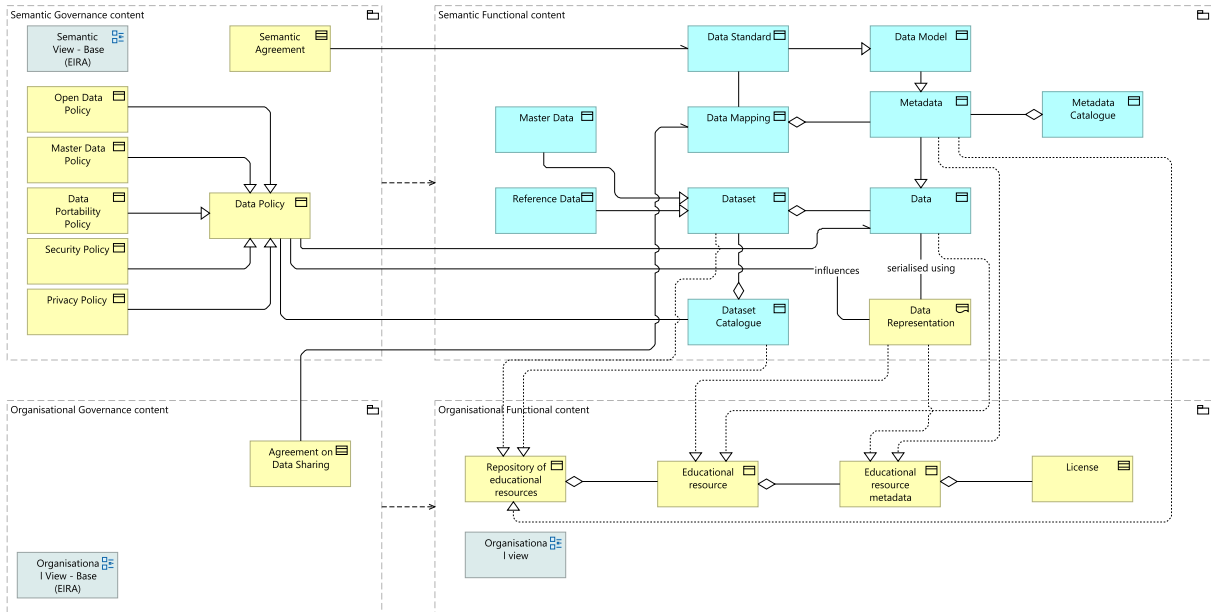 Semantic Governance content
Semantic
View - Base
(EIRA)
Semantic
Agreement
Open Data
Policy
Master Data
Policy
Data
Portability
Policy
Data Policy
Security Policy
Privacy Policy
Semantic Functional content
Data Standard
Data Model
Master Data
Data Mapping
Metadata
Metadata
Catalogue
Reference Data
Dataset
Data
influences
serialised using
Dataset
Catalogue
Data
Representation
Organisational Governance content
Agreement on
Data Sharing
Organisationa
l View - Base
(EIRA)
Organisational Functional content
Repository of
educational
resources
Educational
resource
Educational
resource
metadata
License
Organisationa
l view